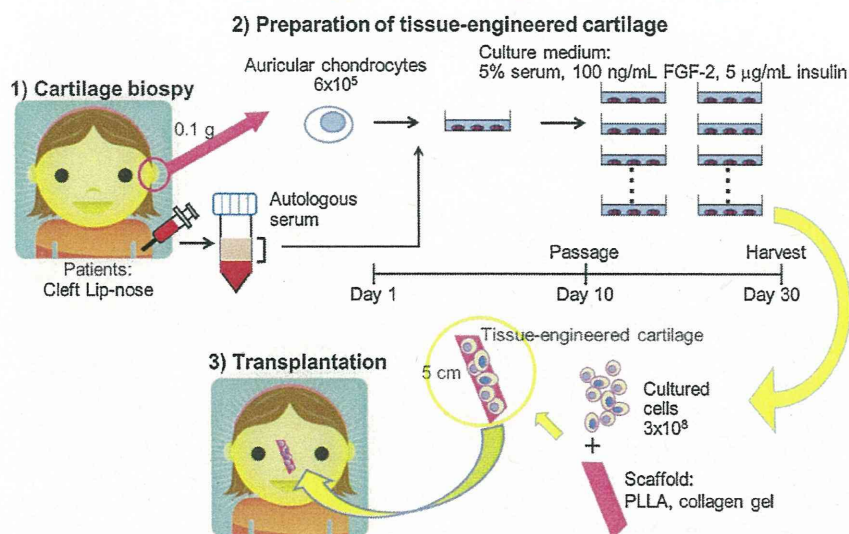 2) Preparation of tissue-engineered cartilage
1) Cartilage biospy
0.1 g
Auricular chondrocytes
6x10⁵
Culture medium:
5% serum, 100 ng/mL FGF-2, 5 µg/mL insulin
Autologous
serum
Patients:
Cleft Lip-nose
Passage
Harvest
Day 1
Day 10
Day 30
3) Transplantation
Tissue-engineered cartilage
5 cm
Cultured
cells
3x10⁸
+
Scaffold:
PLLA, collagen gel